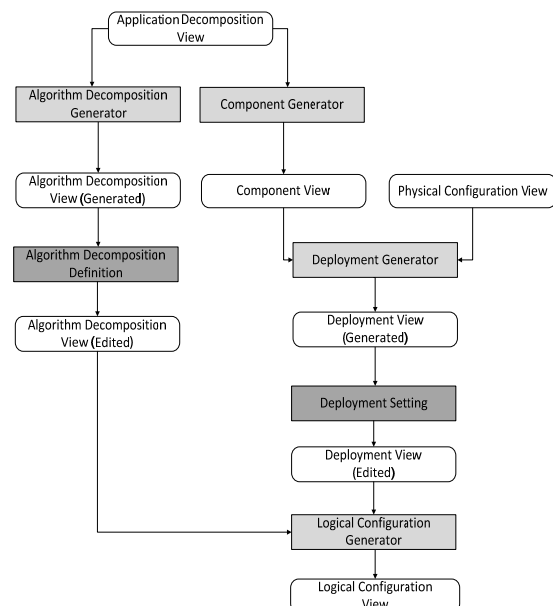 Application Decomposition
View
Algorithm Decomposition
Generator
Component Generator
Algorithm Decomposition
View (Generated)
Component View
Physical Configuration View
Algorithm Decomposition
Definition
Deployment Generator
Algorithm Decomposition
View (Edited)
Deployment View
(Generated)
Deployment Setting
Deployment View
(Edited)
Logical Configuration
Generator
Logical Configuration
View